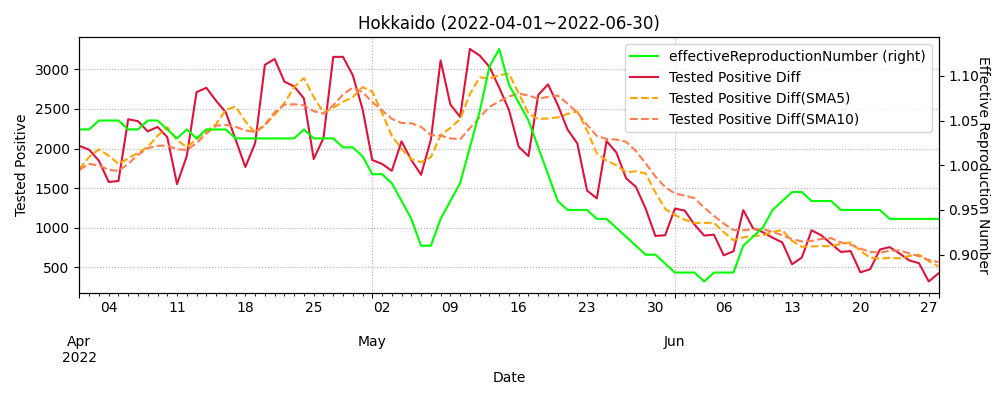 Hokkaido (2022-04-01~2022-06-30)
effectiveReproductionNumber (right)
Tested Positive Diff
Tested Positive Diff(SMA5)
Tested Positive Diff(SMA10)
Tested Positive
3000
2500
2000
1500
1000
500
1.10
1.05
1.00
0.95
0.90
Effective Reproduction Number
04 11 18 25 02 09 16 23 30 06 13 20 27
Apr May Jun
2022
Date